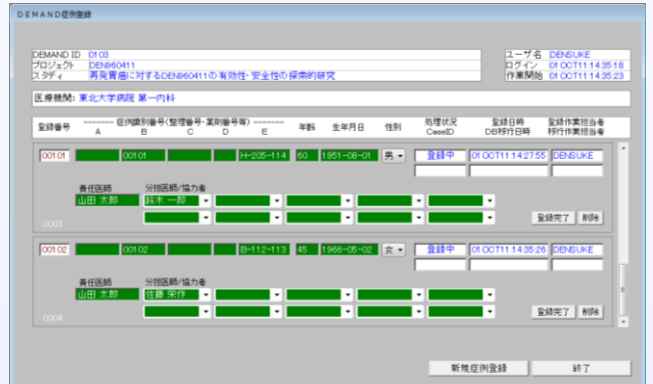 DEMAND症例登録
DEMAND ID 0103
プロジェクト DEN960411
スタディ 再発胃癌に対するDEN960411の有効性・安全性の探索的研究
ユーザ名 DENSUKE
ログイン 01 OCT11 14:35:18
作業開始 01 OCT11 14:35:23
医療機関: 東北大学病院 第一内科
登録番号 ------- 症例識別番号(整理番号・薬剤番号等) ------- 年齢 生年月日 性別 処理状況 登録日時 登録作業担当者
A B C D E CaseID DB移行日時 移行作業担当者
00101 00101 H-205-114 60 1951-08-01 男 登録中 01 OCT11 14:27:55 DENSUKE
責任医師 分担医師/協力者
山田 太郎 鈴木 一郎
0003 登録完了 削除
00102 00102 B-112-113 45 1966-05-02 女 登録中 01 OCT11 14:35:26 DENSUKE
責任医師 分担医師/協力者
山田 太郎 佐藤 栄作
0004 登録完了 削除
新規症例登録 終了